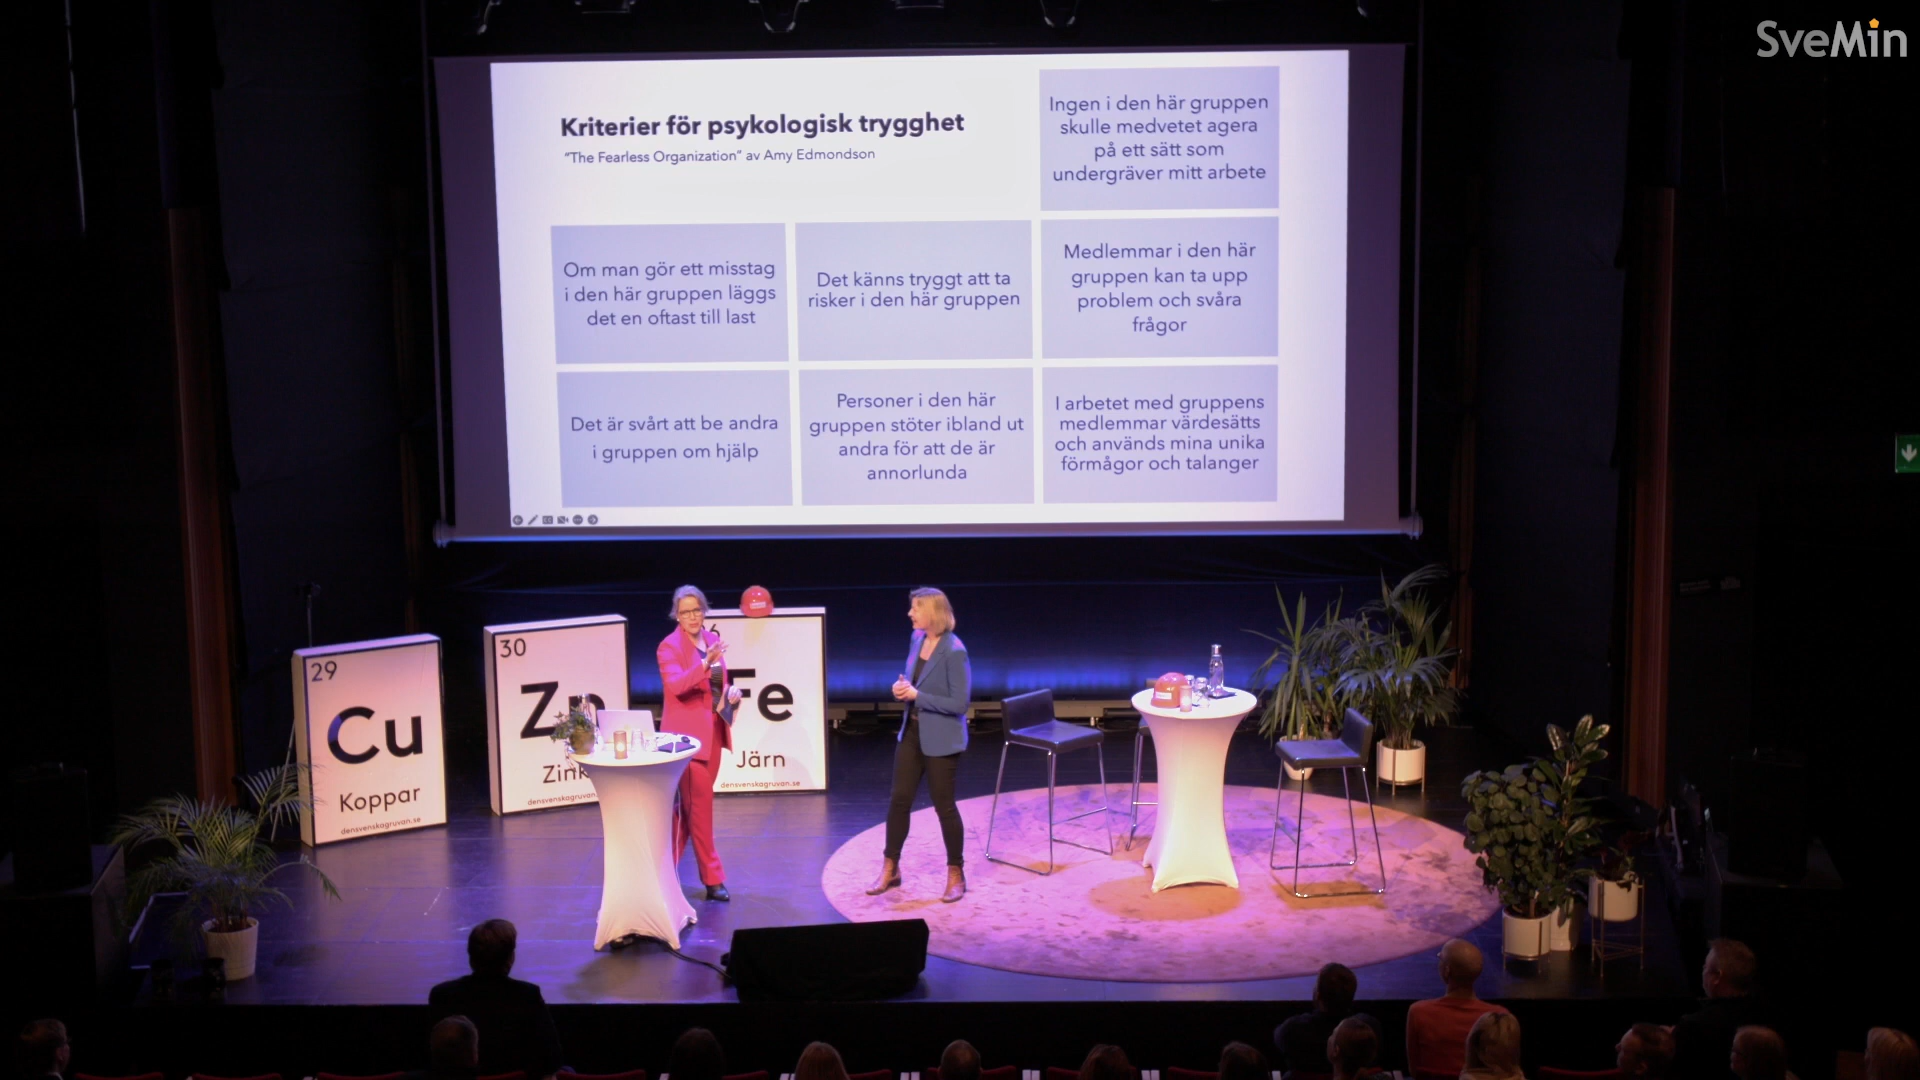 SveMin
Kriterier för psykologisk trygghet
"The Fearless Organization" av Amy Edmondson
Ingen i den här gruppen
skulle medvetet agera
på ett sätt som
undergräver mitt arbete
Om man gör ett misstag
i den här gruppen läggs
det en oftast till last
Det känns tryggt att ta
risker i den här gruppen
Medlemmar i den här
gruppen kan ta upp
problem och svåra
frågor
Det är svårt att be andra
i gruppen om hjälp
Personer i den här
gruppen stöter ibland ut
andra för att de är
annorlunda
I arbetet med gruppens
medlemmar värdesätts
och används mina unika
förmågor och talanger
29
Cu
Koppar
densvenskagruvan.se
30
Zn
Zink
densvenskagruvan.
6
Fe
Järn
densvenskagruvan.se